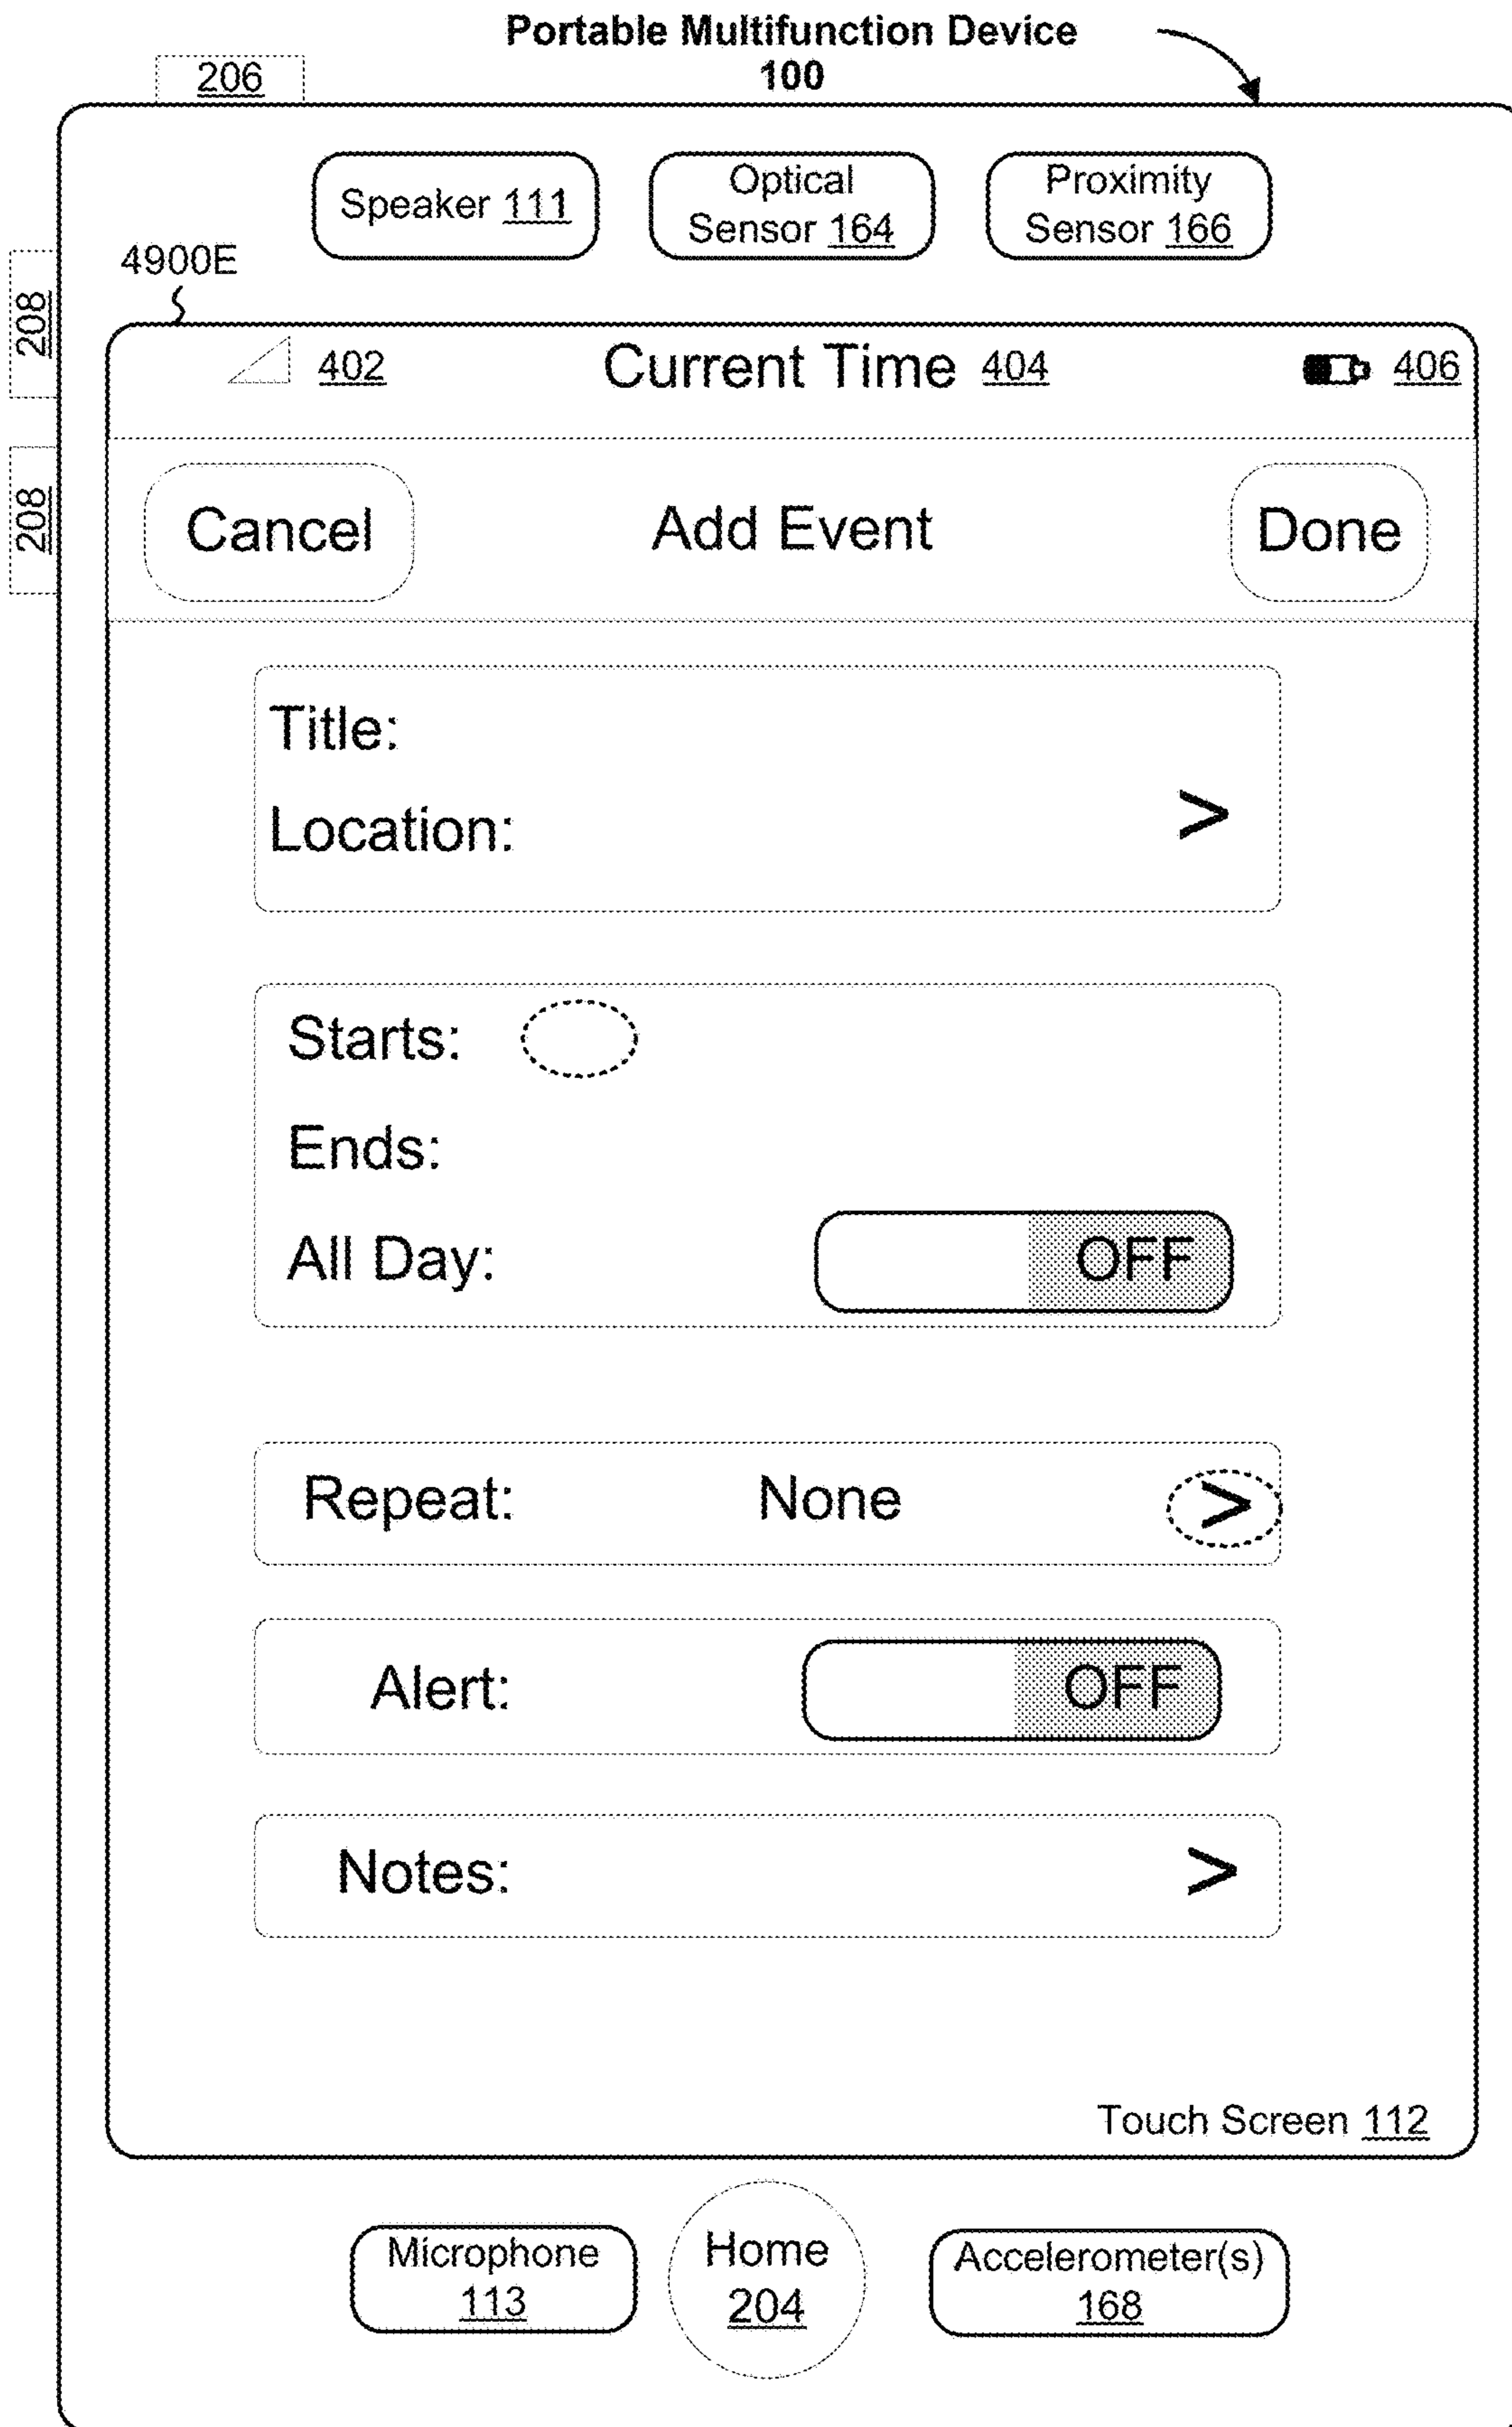 Portable Multifunction Device
100
206
Speaker 111
Optical
Sensor 164
Proximity
Sensor 166
4900E
208
208
402
Current Time 404
406
Cancel
Add Event
Done
Title:
Location:
>
Starts:
Ends:
All Day:
OFF
Repeat:
None
>
Alert:
OFF
Notes:
>
Touch Screen 112
Microphone
113
Home
204
Accelerometer(s)
168